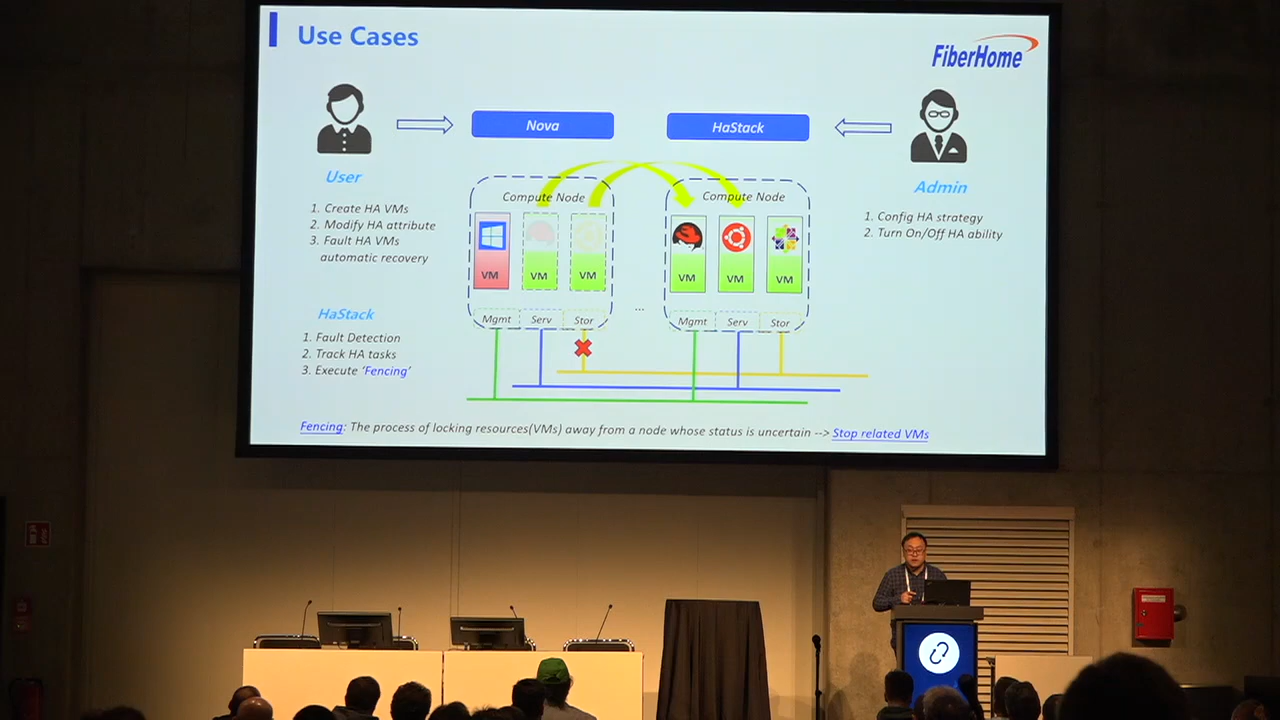 Use Cases
FiberHome
Nova
HaStack
User
1. Create HA VMs
2. Modify HA attribute
3. Fault HA VMs
automatic recovery
HaStack
1. Fault Detection
2. Track HA tasks
3. Execute ‘Fencing’
Compute Node
VM
VM
VM
Mgmt
Serv
Stor
...
Compute Node
VM
VM
VM
Mgmt
Serv
Stor
Admin
1. Config HA strategy
2. Turn On/Off HA ability
Fencing: The process of locking resources(VMs) away from a node whose status is uncertain --> Stop related VMs